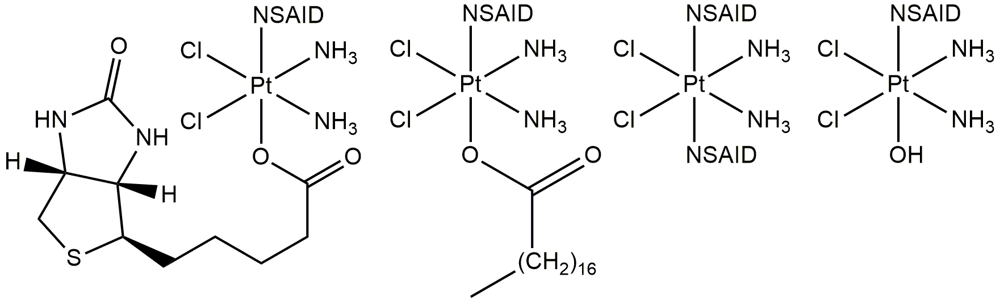 NSAID
Cl
NH3
Pt
Cl
NH3
O
O
O
HN
NH
H
H
S
NSAID
Cl
NH3
Pt
Cl
NH3
O
O
(CH2)16
NSAID
Cl
NH3
Pt
Cl
NH3
NSAID
NSAID
Cl
NH3
Pt
Cl
NH3
OH